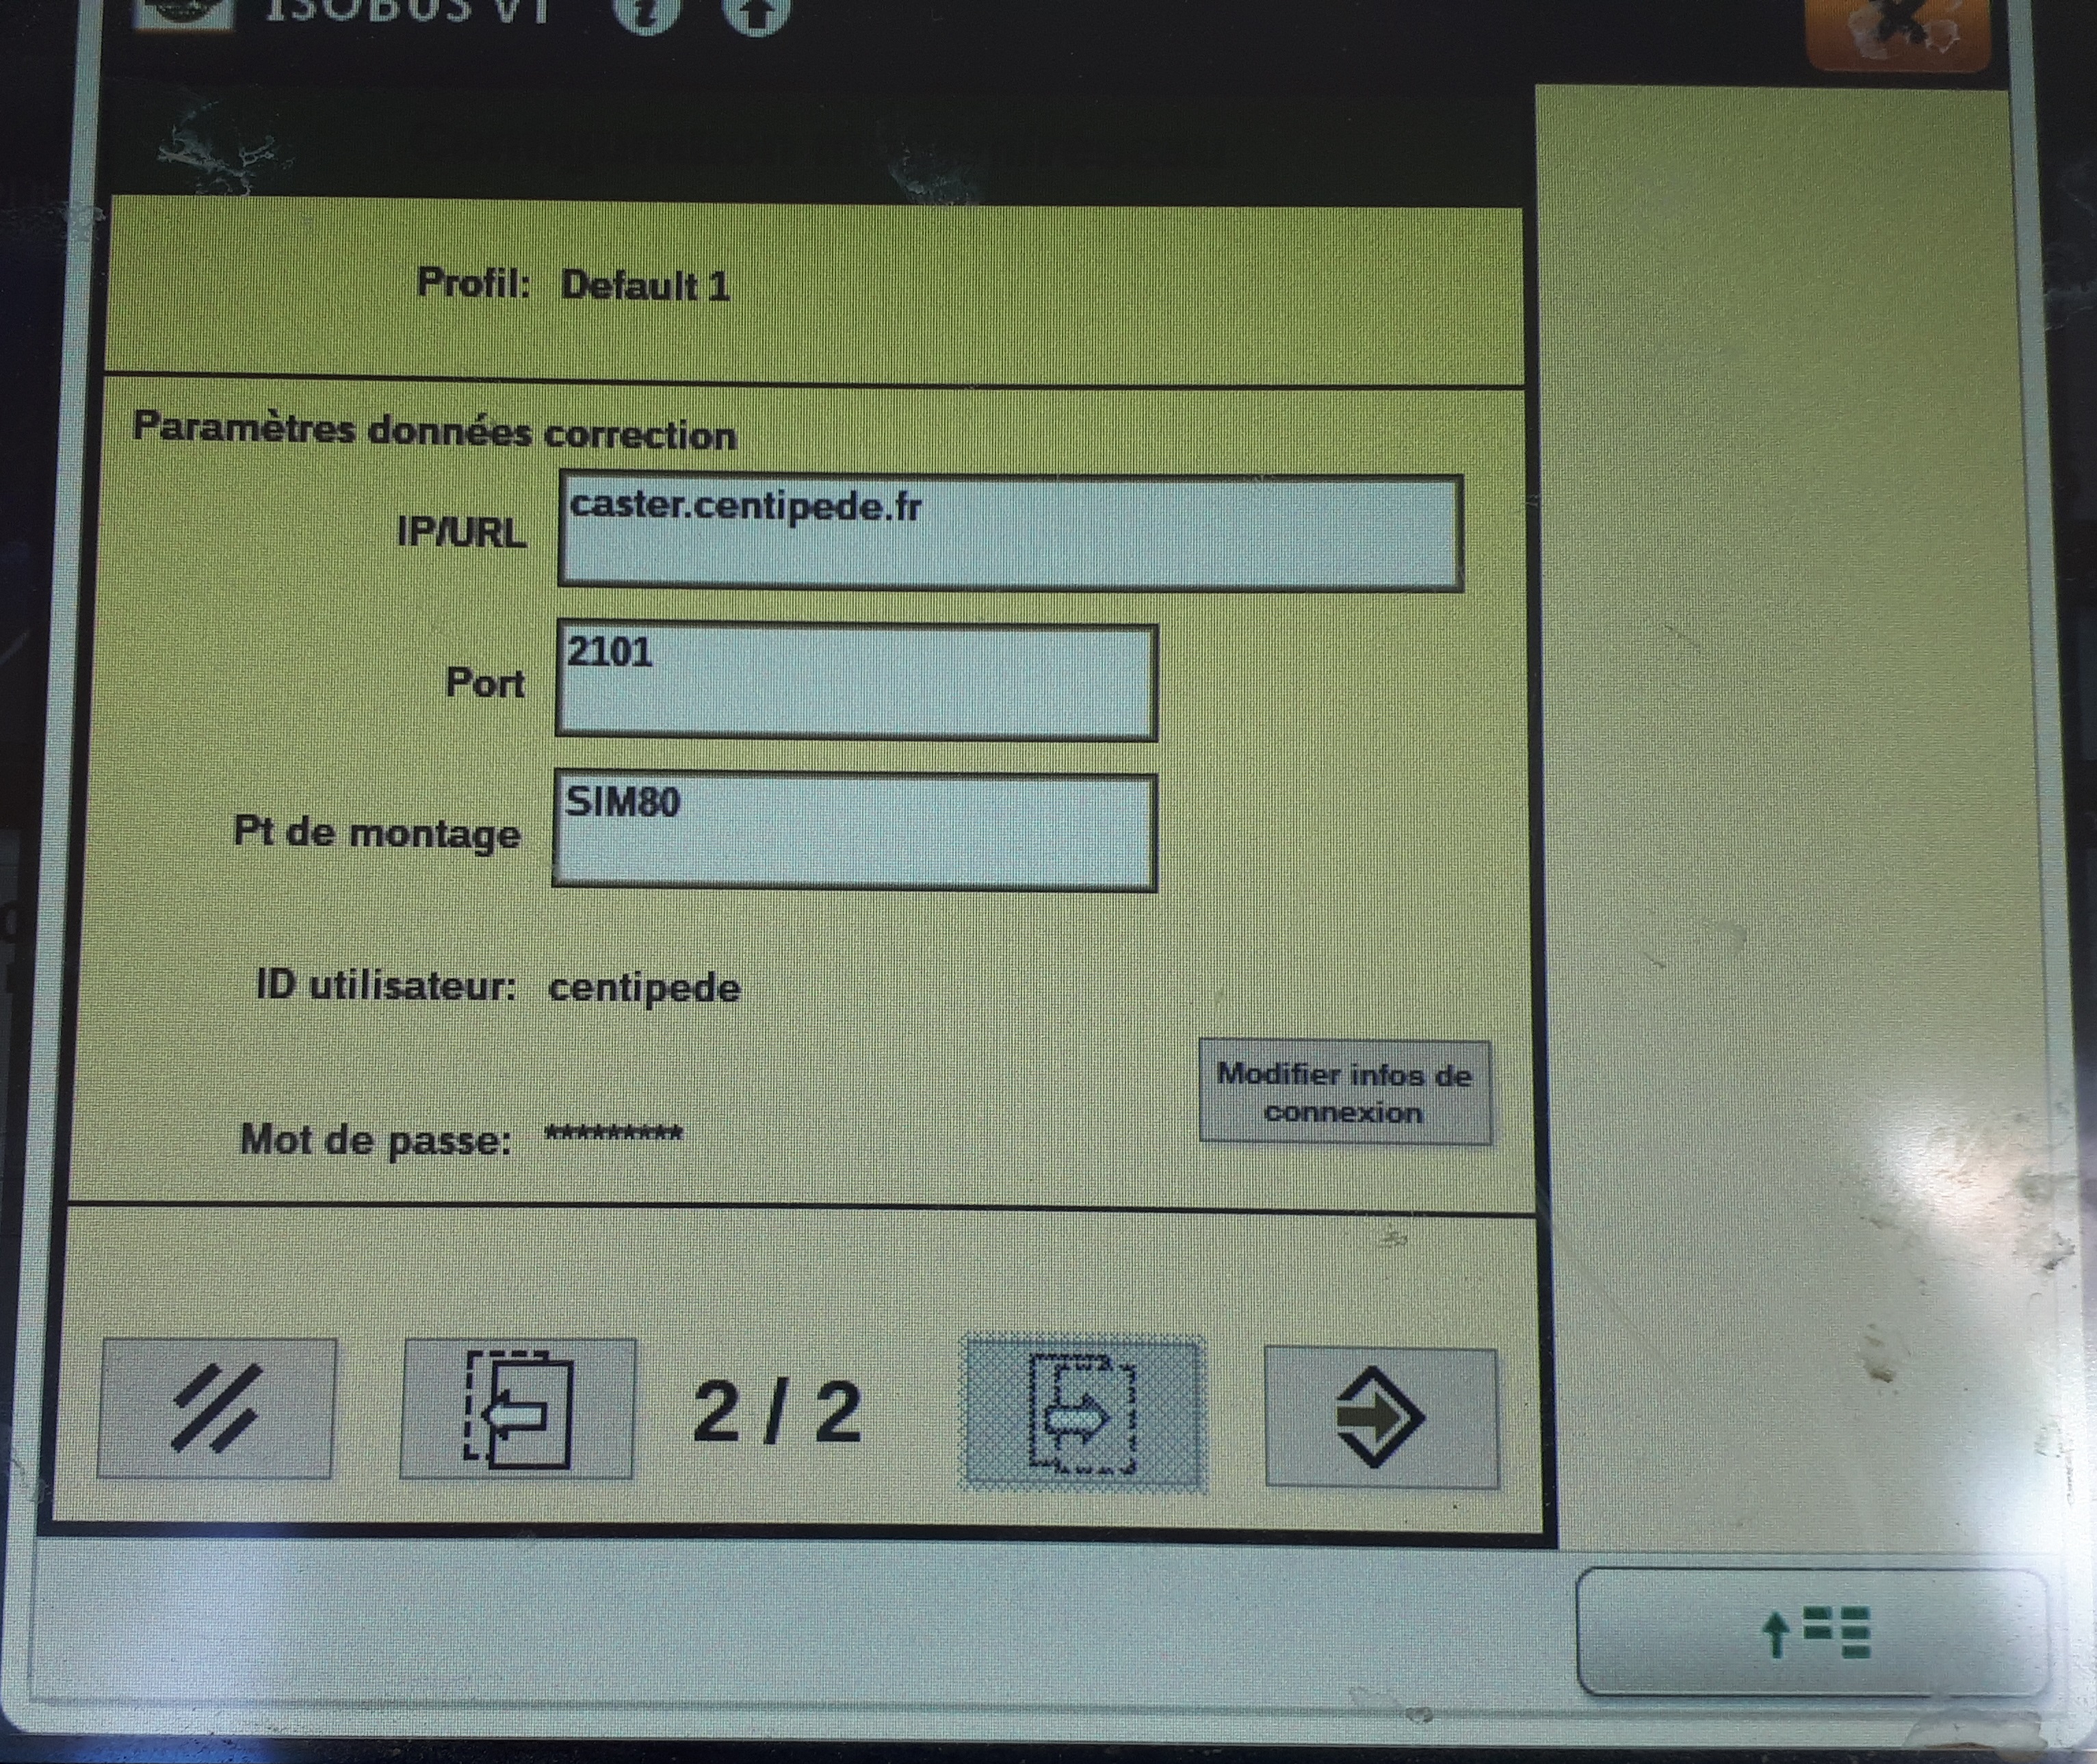 ISOBUS VT
Profil: Default 1
Paramètres données correction
IP/URL caster.centipede.fr
Port 2101
Pt de montage SIM80
ID utilisateur: centipede
Modifier infos de
connexion
Mot de passe: *********
2 / 2